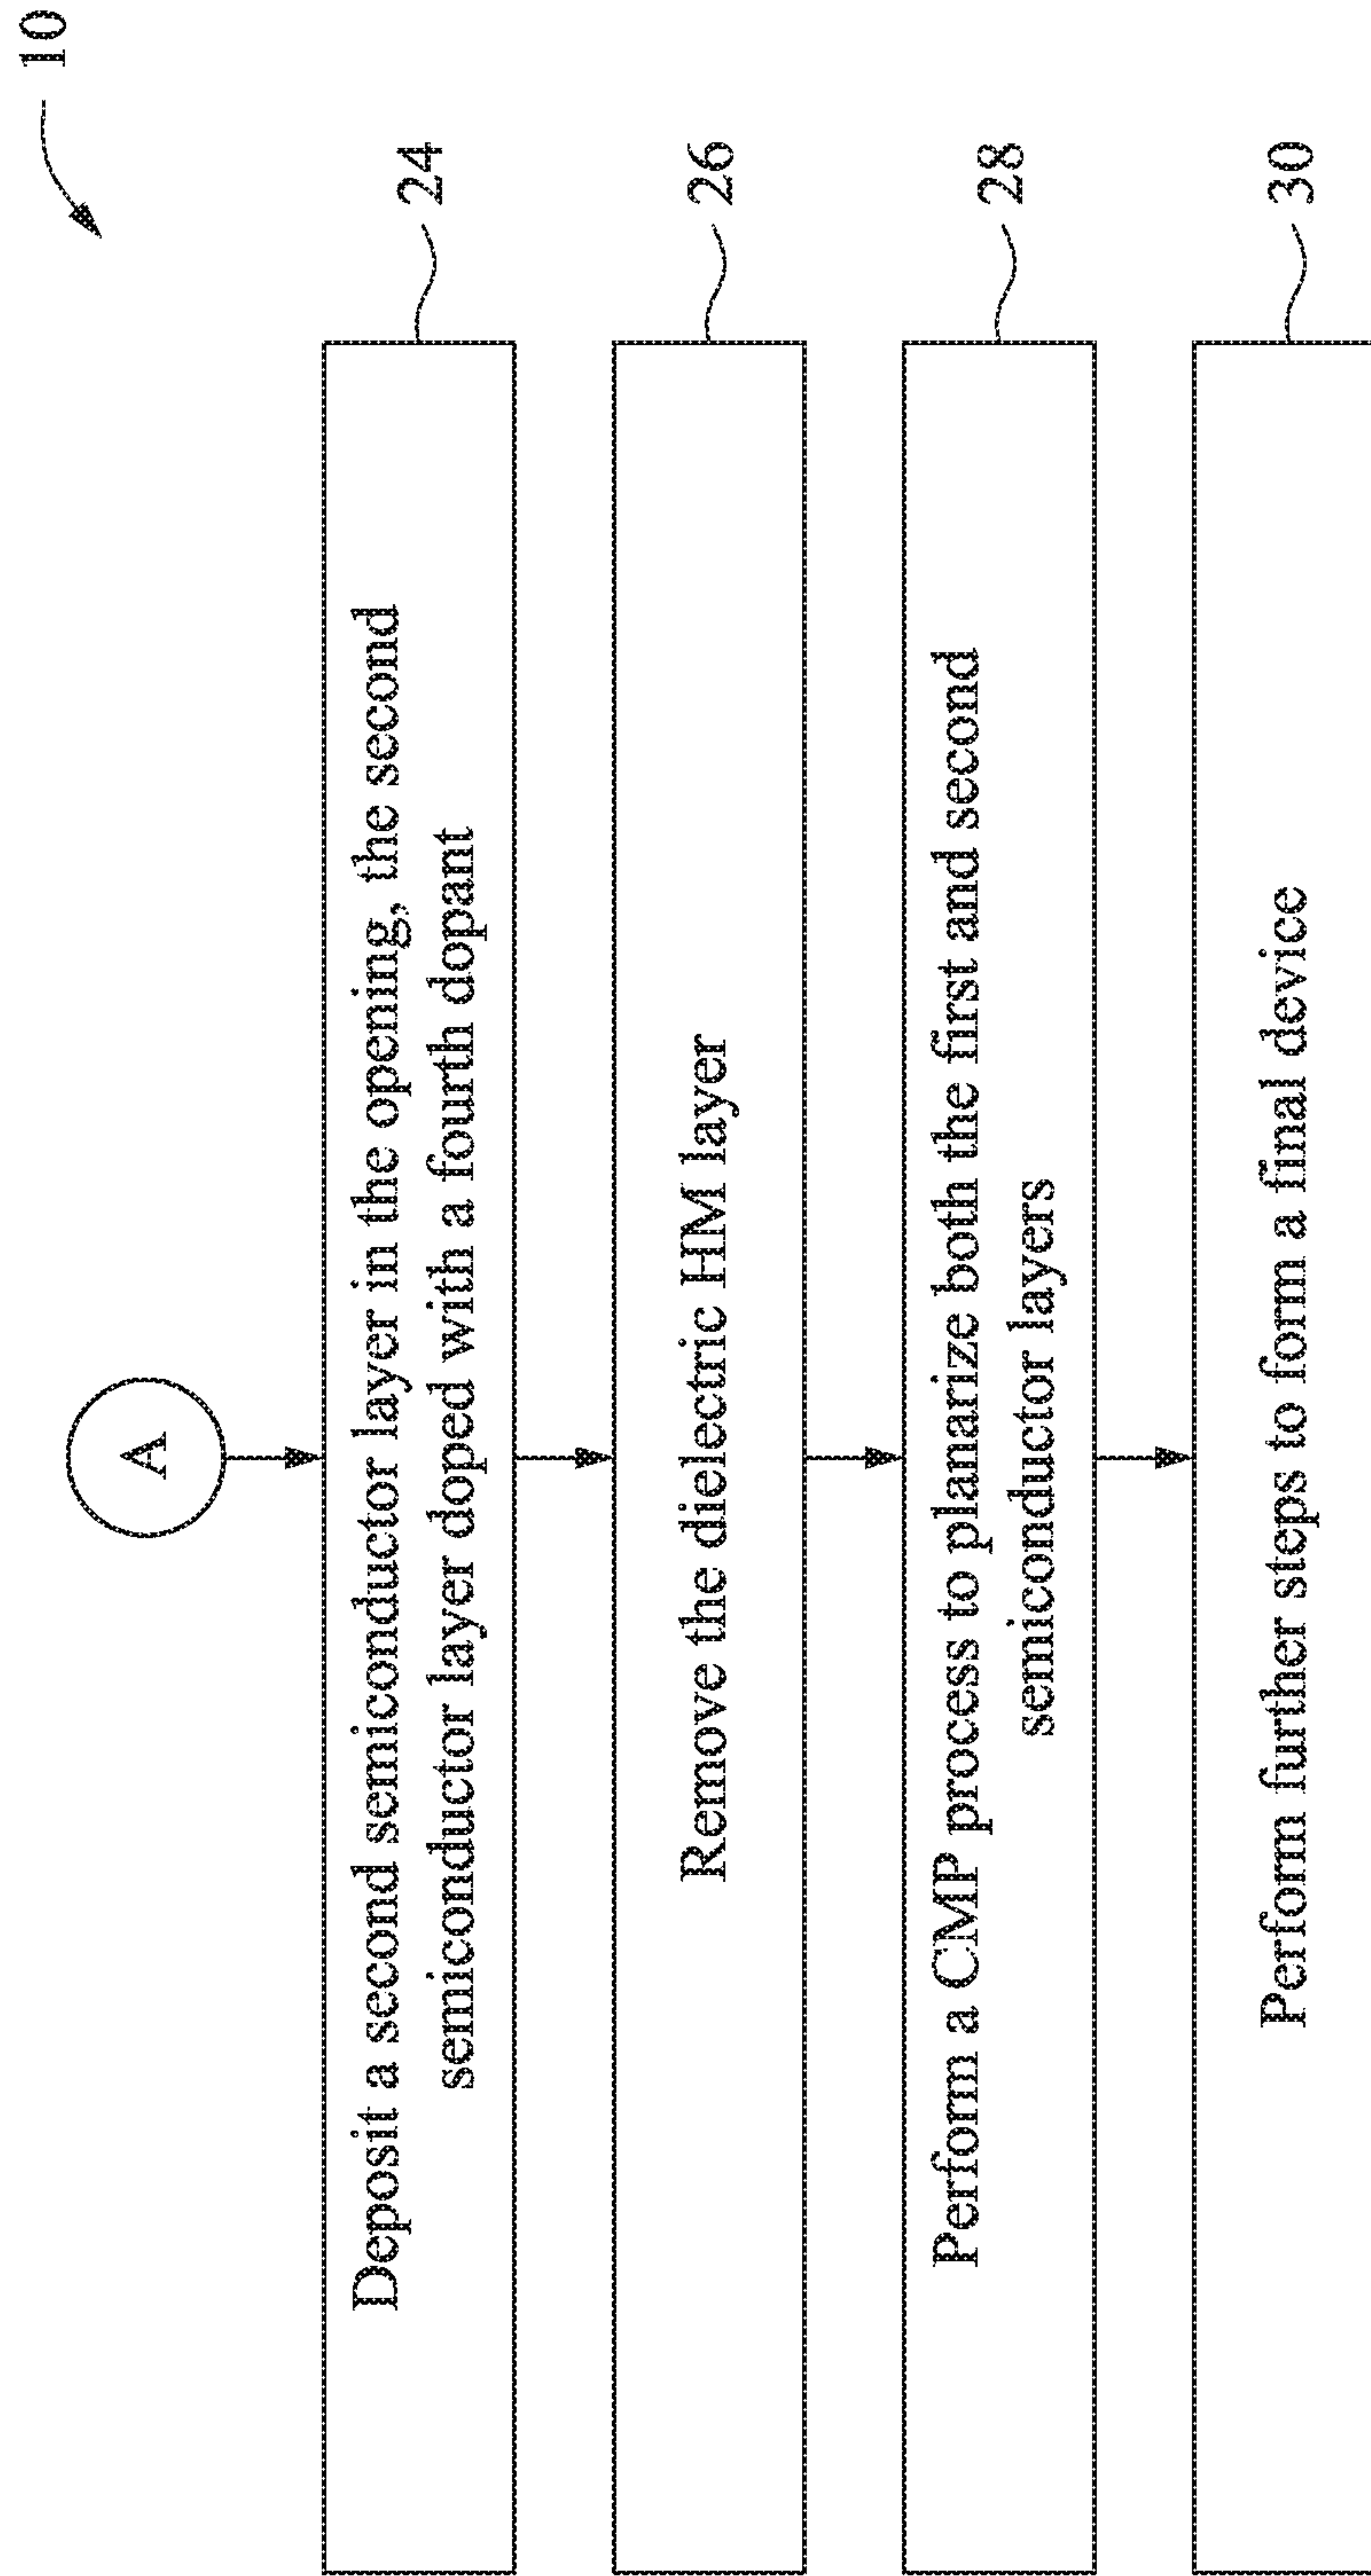 10
A
Deposit a second semiconductor layer in the opening, the second
semiconductor layer doped with a fourth dopant
24
Remove the dielectric HM layer
26
Perform a CMP process to planarize both the first and second
semiconductor layers
28
Perform further steps to form a final device
30